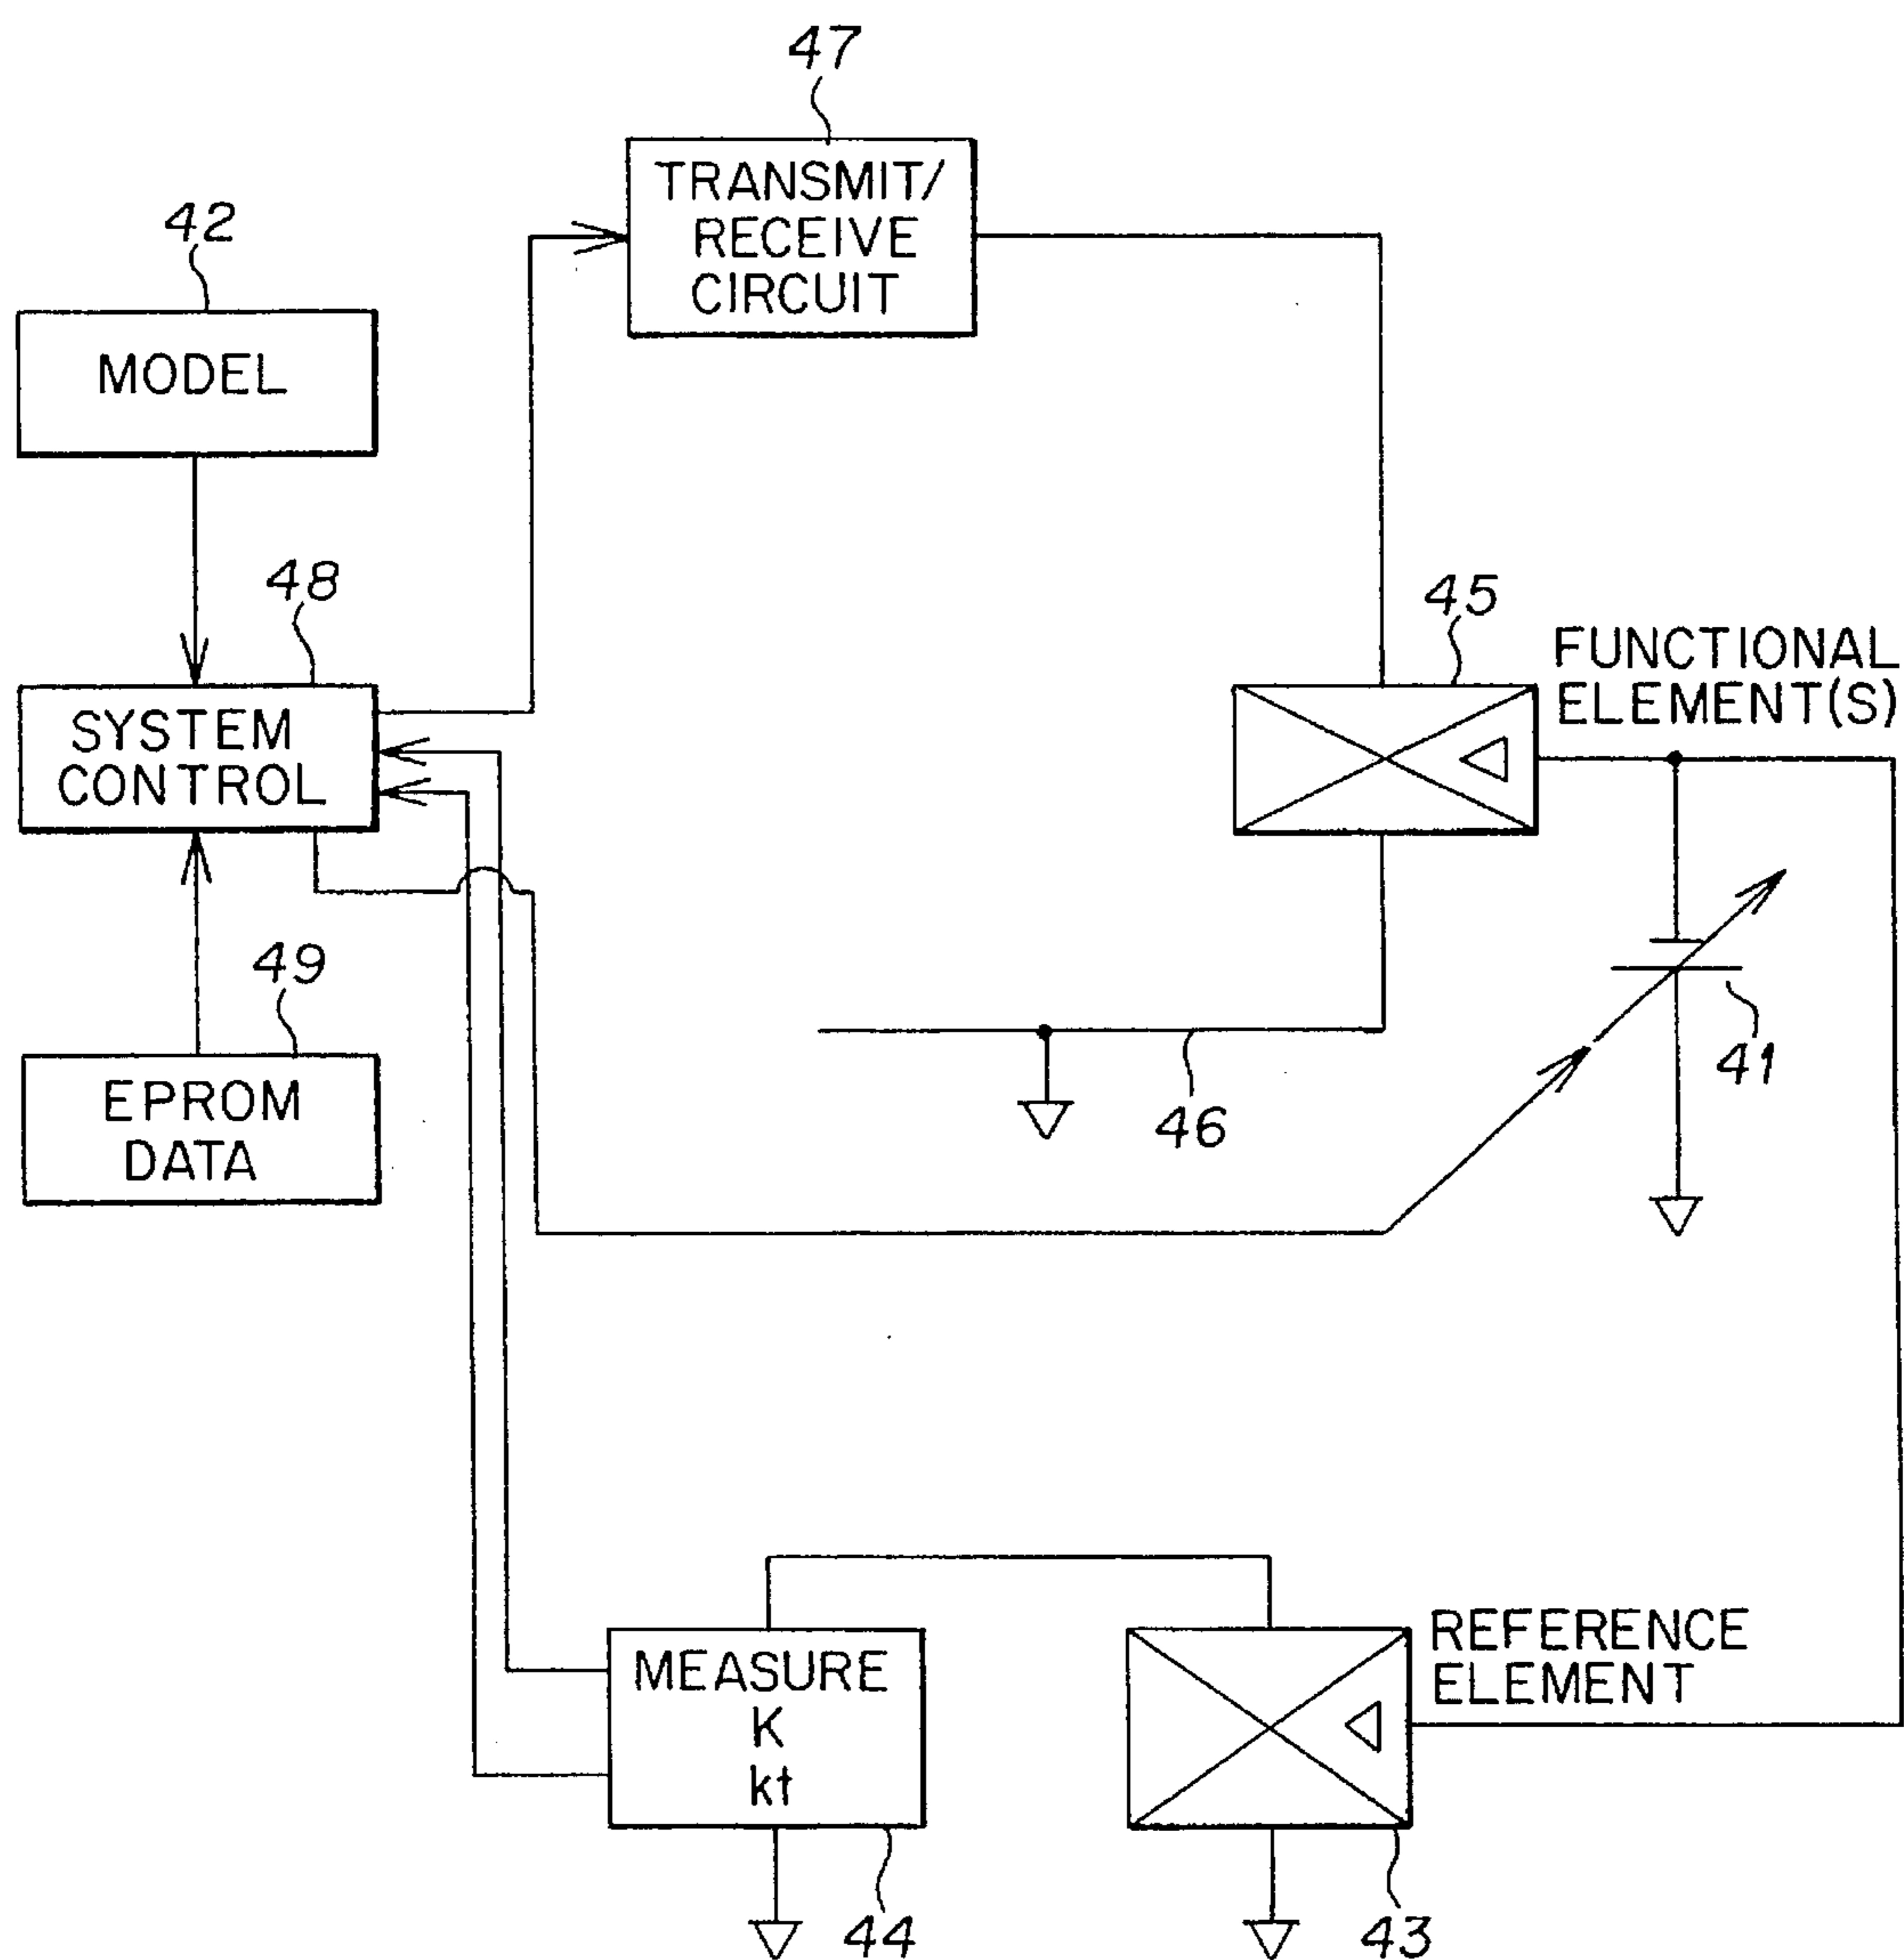 47
TRANSMIT/
RECEIVE
CIRCUIT
42
MODEL
48
SYSTEM
CONTROL
45
FUNCTIONAL
ELEMENT(S)
49
EPROM
DATA
41
46
MEASURE
K
kt
44
REFERENCE
ELEMENT
43